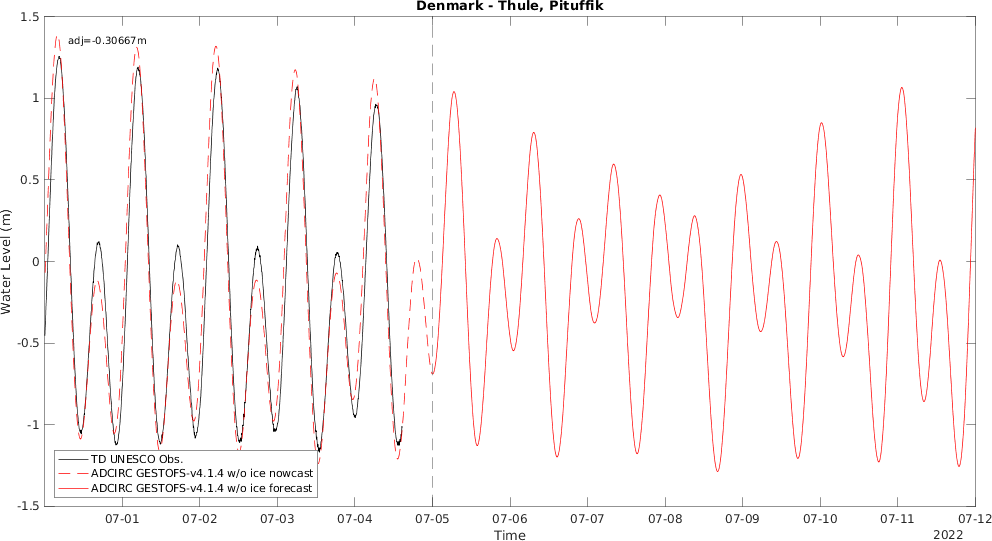 Denmark - Thule, Pituffik
adj=-0.30667m
1.5
1
0.5
0
-0.5
-1
-1.5
Water Level (m)
TD UNESCO Obs.
ADCIRC GESTOFS-v4.1.4 w/o ice nowcast
ADCIRC GESTOFS-v4.1.4 w/o ice forecast
07-01 07-02 07-03 07-04 07-05 07-06 07-07 07-08 07-09 07-10 07-11 07-12
Time
2022